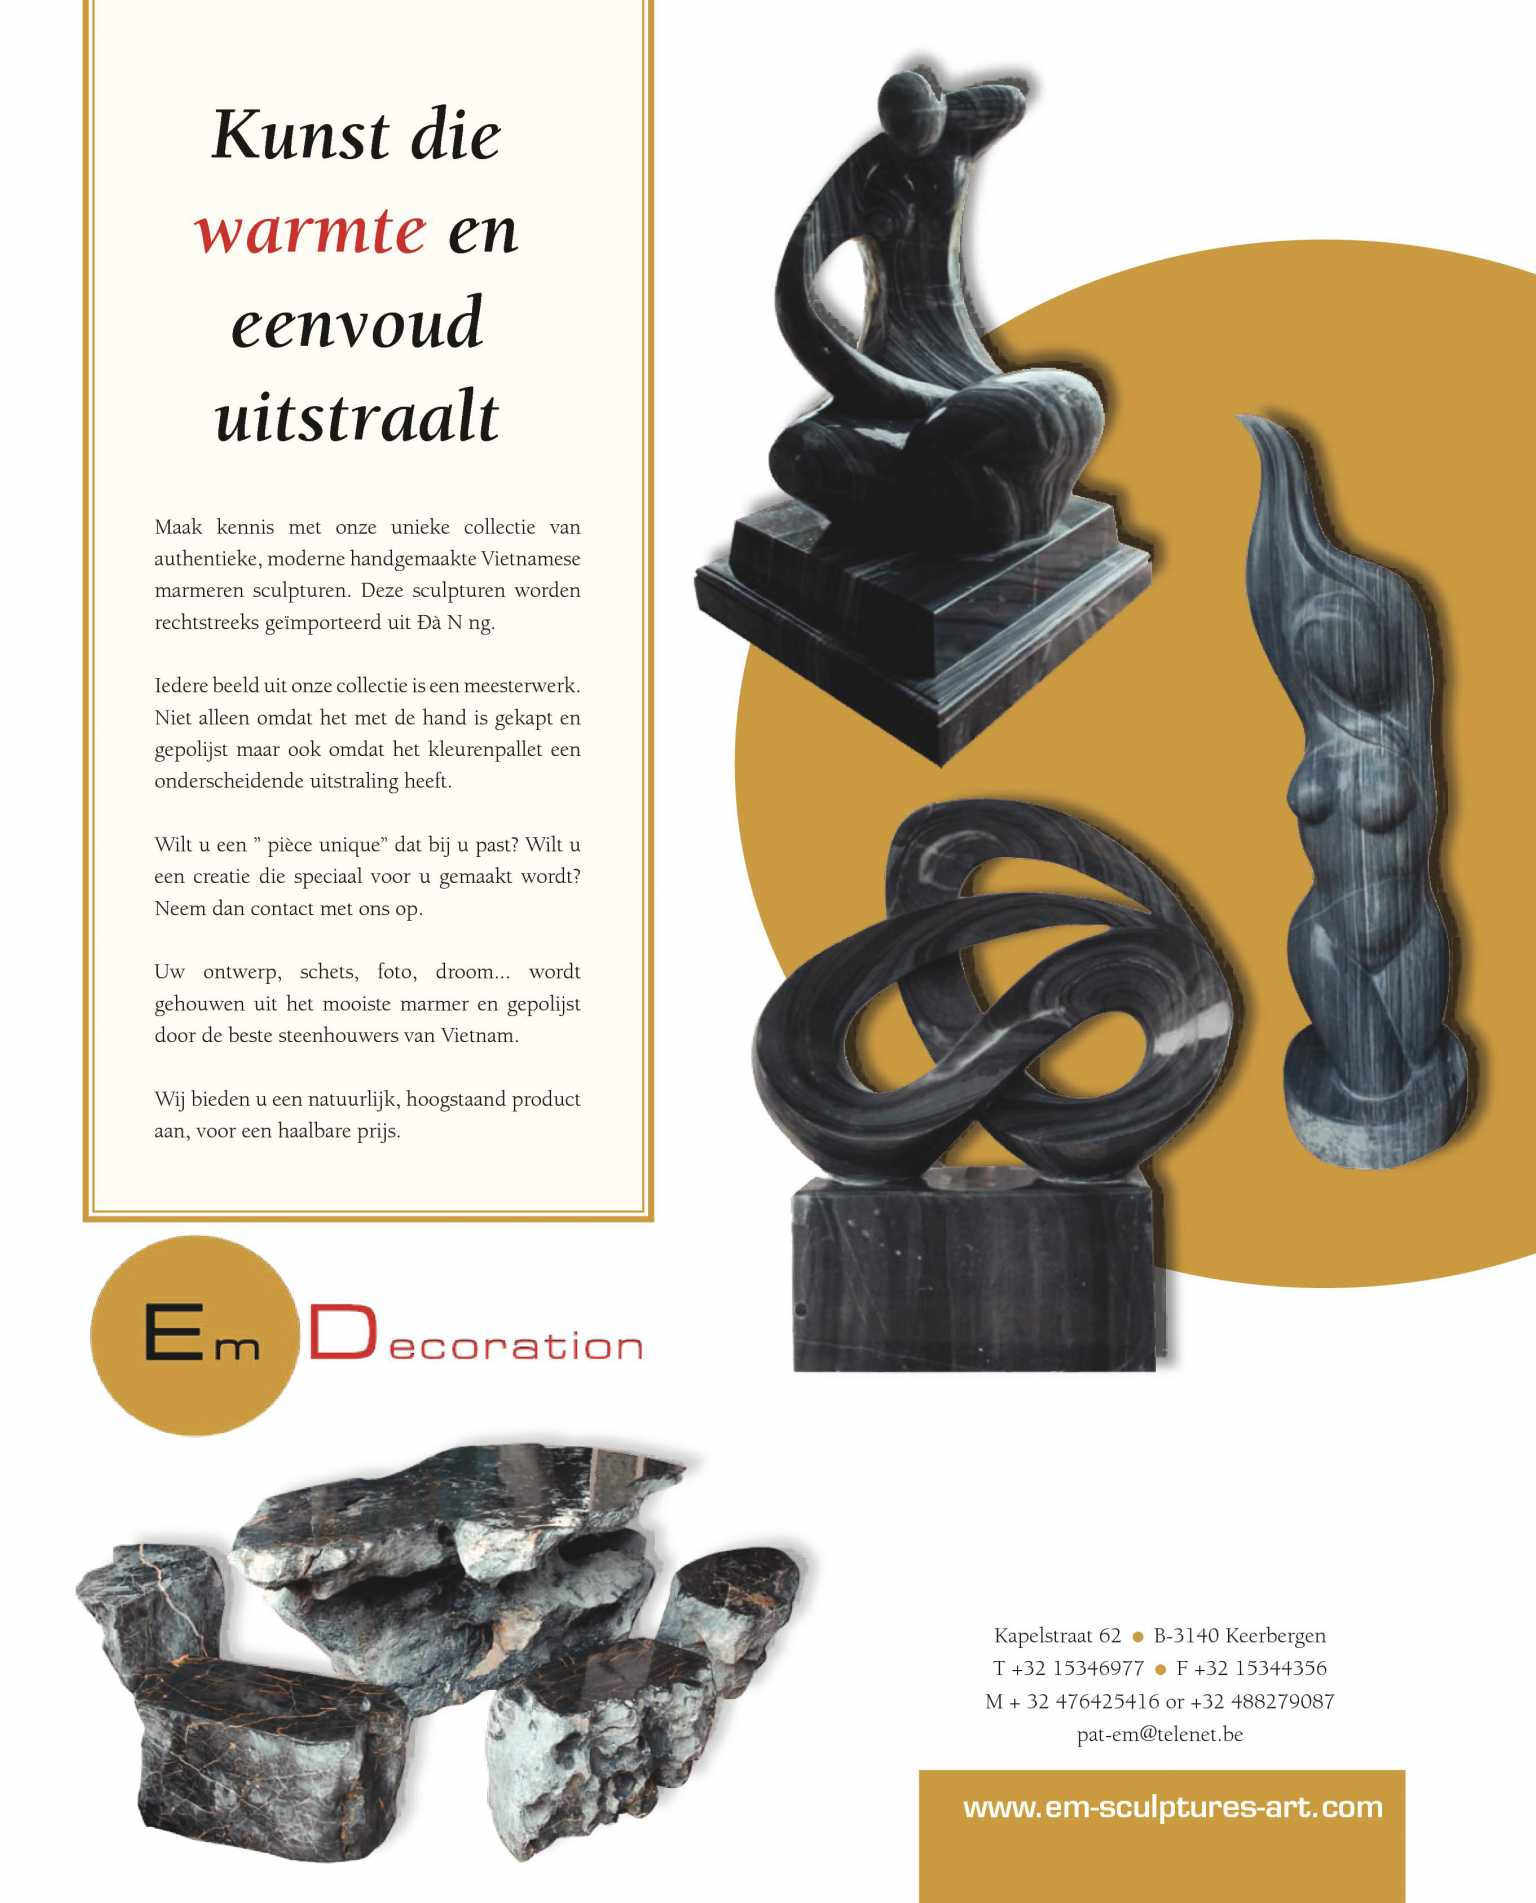 Kunst die
warmte en
eenvoud
uitstraalt
Maak kennis met onze unieke collectie van
authentieke, moderne handgemaakte Vietnamese
marmeren sculpturen. Deze sculpturen worden
rechtstreeks geïmporteerd uit Đà N ng.
Iedere beeld uit onze collectie is een meesterwerk.
Niet alleen omdat het met de hand is gekapt en
gepolijst maar ook omdat het kleurenpallet een
onderscheidende uitstraling heeft.
Wilt u een ” pièce unique” dat bij u past? Wilt u
een creatie die speciaal voor u gemaakt wordt?
Neem dan contact met ons op.
Uw ontwerp, schets, foto, droom... wordt
gehouwen uit het mooiste marmer en gepolijst
door de beste steenhouwers van Vietnam.
Wij bieden u een natuurlijk, hoogstaand product
aan, voor een haalbare prijs.
Em Decoration
Kapelstraat 62 ● B-3140 Keerbergen
T +32 15346977 ● F +32 15344356
M + 32 476425416 or +32 488279087
pat-em@telenet.be
www.em-sculptures-art.com